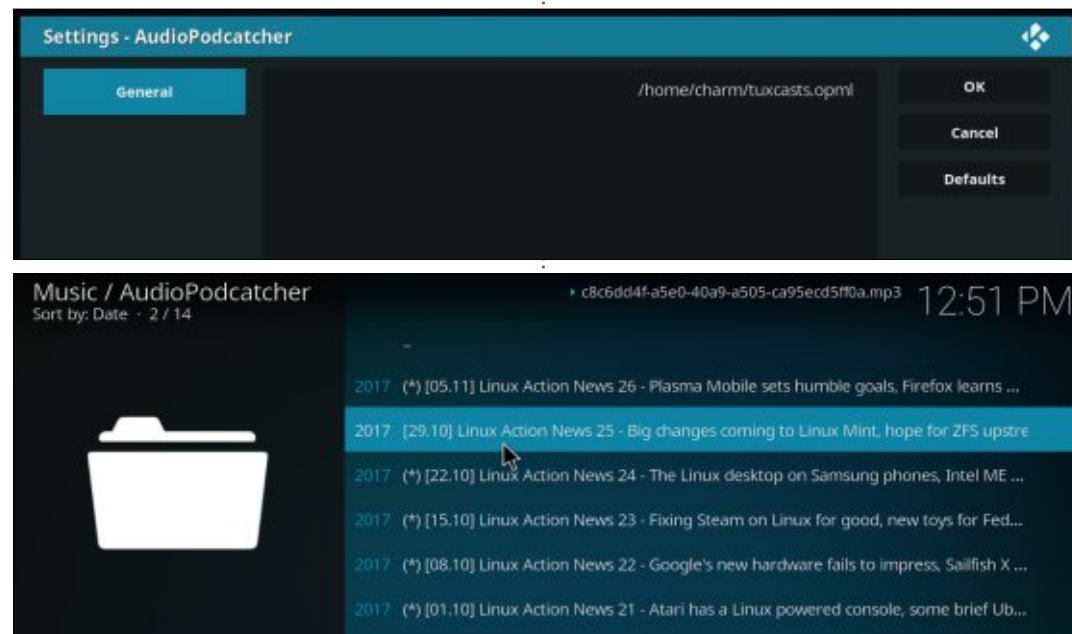 Settings - AudioPodcatcher
General
/home/charm/tuxcasts.opml
OK
Cancel
Defaults
Music / AudioPodcatcher
Sort by: Date · 2 / 14
c8c6dd4f-a5e0-40a9-a505-ca95ecd5ff0a.mp3
12:51 PM
..
2017 (*) [05.11] Linux Action News 26 - Plasma Mobile sets humble goals, Firefox learns ...
2017 [29.10] Linux Action News 25 - Big changes coming to Linux Mint, hope for ZFS upstre
2017 (*) [22.10] Linux Action News 24 - The Linux desktop on Samsung phones, Intel ME ...
2017 (*) [15.10] Linux Action News 23 - Fixing Steam on Linux for good, new toys for Fed...
2017 (*) [08.10] Linux Action News 22 - Google's new hardware fails to impress, Sailfish X ...
2017 (*) [01.10] Linux Action News 21 - Atari has a Linux powered console, some brief Ub...